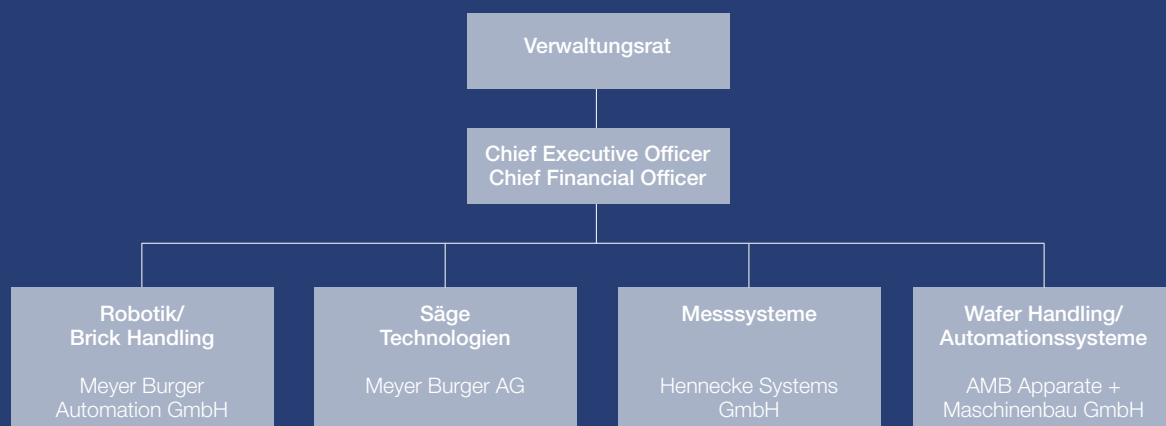 Verwaltungsrat
Chief Executive Officer
Chief Financial Officer
Robotik/
Brick Handling
Meyer Burger
Automation GmbH
Säge
Technologien
Meyer Burger AG
Messsysteme
Hennecke Systems
GmbH
Wafer Handling/
Automationssysteme
AMB Apparate +
Maschinenbau GmbH